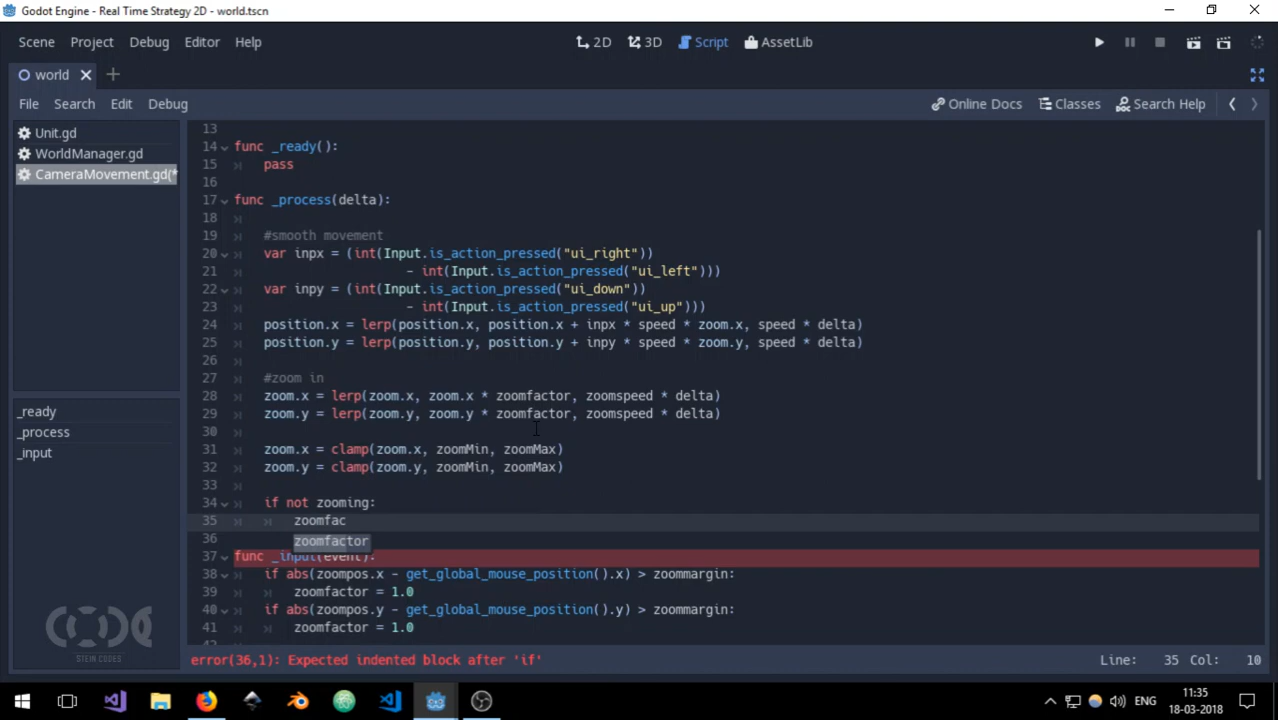 Godot Engine - Real Time Strategy 2D - world.tscn
Scene Project Debug Editor Help 2D 3D Script AssetLib
world
File Search Edit Debug Online Docs Classes Search Help
Unit.gd
WorldManager.gd
CameraMovement.gd(*
_ready
_process
_input
13
14 func _ready():
15 pass
16
17 func _process(delta):
18
19 #smooth movement
20 var inpx = (int(Input.is_action_pressed("ui_right"))
21 - int(Input.is_action_pressed("ui_left")))
22 var inpy = (int(Input.is_action_pressed("ui_down"))
23 - int(Input.is_action_pressed("ui_up")))
24 position.x = lerp(position.x, position.x + inpx * speed * zoom.x, speed * delta)
25 position.y = lerp(position.y, position.y + inpy * speed * zoom.y, speed * delta)
26
27 #zoom in
28 zoom.x = lerp(zoom.x, zoom.x * zoomfactor, zoomspeed * delta)
29 zoom.y = lerp(zoom.y, zoom.y * zoomfactor, zoomspeed * delta)
30
31 zoom.x = clamp(zoom.x, zoomMin, zoomMax)
32 zoom.y = clamp(zoom.y, zoomMin, zoomMax)
33
34 if not zooming:
35 zoomfac
36 zoomfactor
37 func _input(event):
38 if abs(zoompos.x - get_global_mouse_position().x) > zoommargin:
39 zoomfactor = 1.0
40 if abs(zoompos.y - get_global_mouse_position().y) > zoommargin:
41 zoomfactor = 1.0
STEIN CODES
error(36,1): Expected indented block after 'if' Line: 35 Col: 10
ENG
11:35
18-03-2018